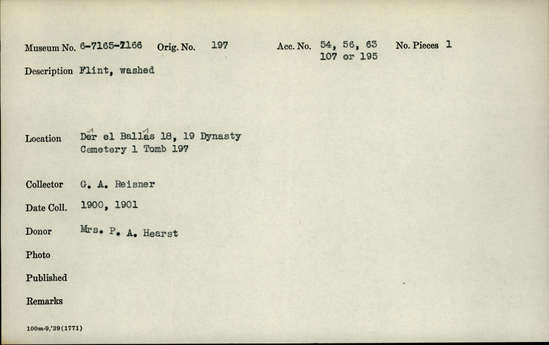 Museum No. 6-7165-7166 Orig. No. 197 Acc. No. 54, 56, 63 No. Pieces 1
107 or 195
Description Flint, washed
Location Dêr el Ballâs 18, 19 Dynasty
Cemetery 1 Tomb 197
Collector G. A. Reisner
Date Coll. 1900, 1901
Donor Mrs. P. A. Hearst
Photo
Published
Remarks
100m-9,'39(1771)